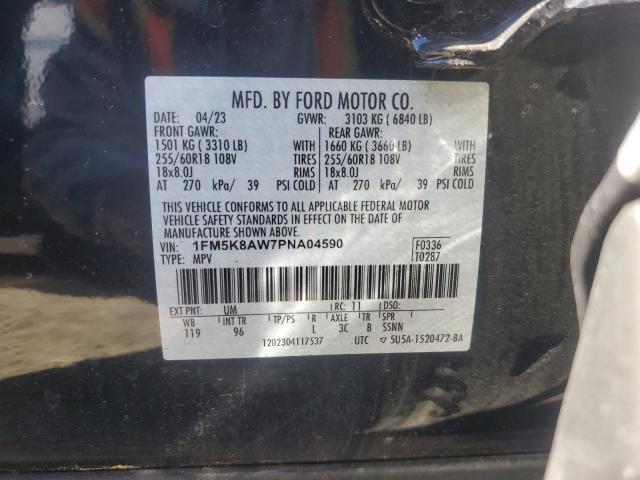 MFD. BY FORD MOTOR CO.
DATE: 04/23 GVWR: 3103 KG ( 6840 LB)
FRONT GAWR: REAR GAWR:
1501 KG ( 3310 LB) WITH 1660 KG ( 3660 LB) WITH
255/60R18 108V TIRES 255/60R18 108V TIRES
18x8.0J RIMS 18x8.0J RIMS
AT 270 kPa/ 39 PSI COLD AT 270 kPa/ 39 PSI COLD
THIS VEHICLE CONFORMS TO ALL APPLICABLE FEDERAL MOTOR
VEHICLE SAFETY STANDARDS IN EFFECT ON THE DATE OF
MANUFACTURE SHOWN ABOVE.
VIN: 1FM5K8AW7PNA04590 F0336
TYPE: MPV T0287
EXT PNT: UM RC: 11 DSO:
WB INT TR TP/PS R AXLE TR SPR
119 96 L 3C B SSNN
1202304117537 UTC ▽ 5U5A-1520472-BA